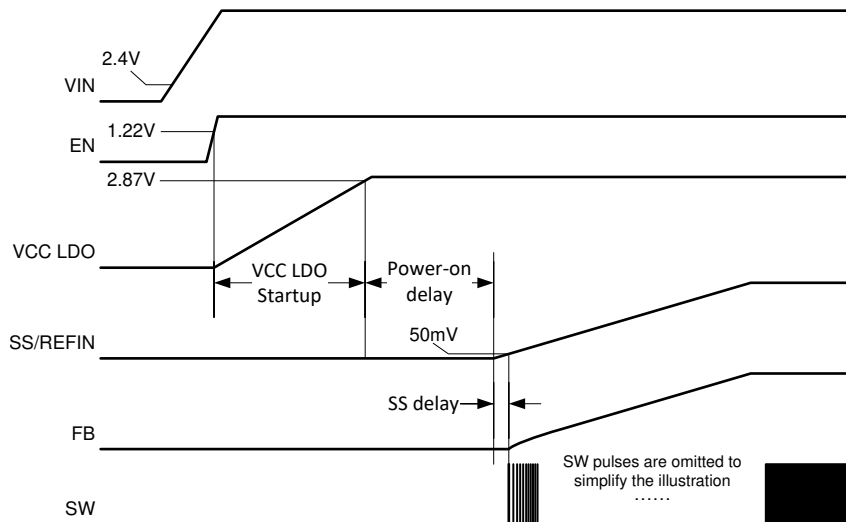 2.4V
VIN
1.22V
EN
2.87V
VCC LDO
VCC LDO
Startup
Power-on
delay
50mV
SS/REFIN
SS delay
FB
SW pulses are omitted to
simplify the illustration
......
SW